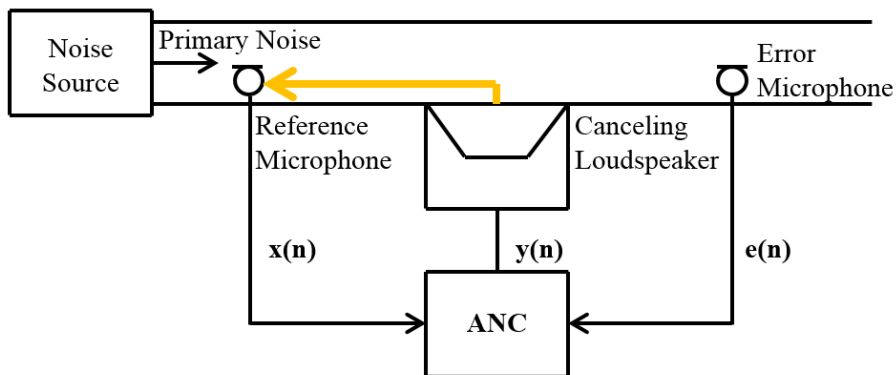 Noise
Source
Primary Noise
Error
Microphone
Reference
Microphone
Canceling
Loudspeaker
x(n)
y(n)
e(n)
ANC